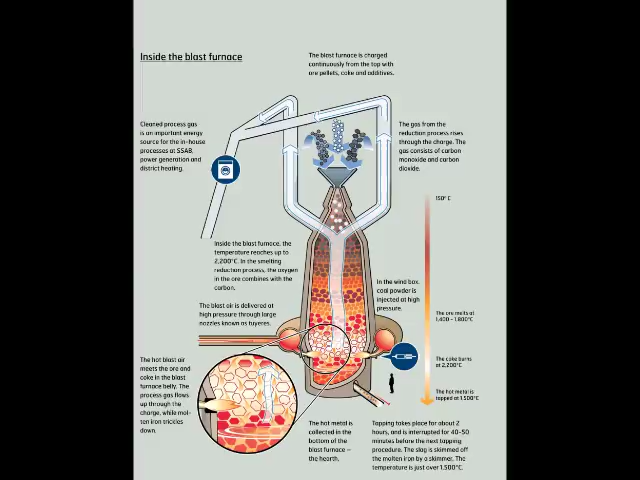 Inside the blast furnace
The blast furnace is charged
continuously from the top with
ore pellets, coke and additives.
Cleaned process gas
is an important energy
source for the in-house
processes at SSAB,
power generation and
district heating.
The gas from the
reduction process rises
through the charge. The
gas consists of carbon
monoxide and carbon
dioxide.
150° C
Inside the blast furnace, the
temperature reaches up to
2,200°C. In the smelting
reduction process, the oxygen
in the ore combines with the
carbon.
In the wind box,
coal powder is
injected at high
pressure.
The blast air is delivered at
high pressure through large
nozzles known as tuyeres.
The ore melts at
1,400 - 1,800°C
The hot blast air
meets the ore and
coke in the blast
furnace belly. The
process gas flows
up through the
charge, while mol-
ten iron trickles
down.
The coke burns
at 2,200°C
The hot metal is
tapped at 1.500°C
The hot metal is
collected in the
bottom of the
blast furnace –
the hearth.
Tapping takes place for about 2
hours, and is interrupted for 40-50
minutes before the next tapping
procedure. The slag is skimmed off
the molten iron by a skimmer. The
temperature is just over 1.500°C.